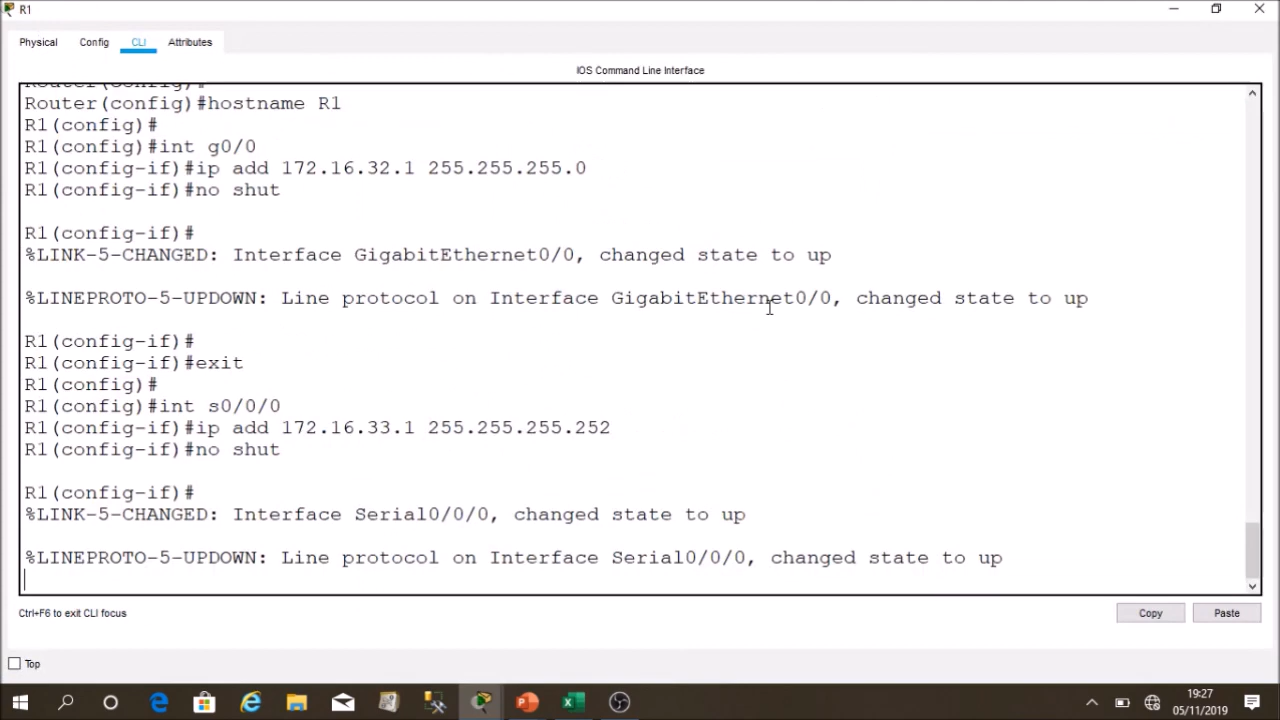 R1
Physical
Config
CLI
Attributes
IOS Command Line Interface
Router(config)#
Router(config)#hostname R1
R1(config)#
R1(config)#int g0/0
R1(config-if)#ip add 172.16.32.1 255.255.255.0
R1(config-if)#no shut
R1(config-if)#
%LINK-5-CHANGED: Interface GigabitEthernet0/0, changed state to up
%LINEPROTO-5-UPDOWN: Line protocol on Interface GigabitEthernet0/0, changed state to up
R1(config-if)#
R1(config-if)#exit
R1(config)#
R1(config)#int s0/0/0
R1(config-if)#ip add 172.16.33.1 255.255.255.252
R1(config-if)#no shut
R1(config-if)#
%LINK-5-CHANGED: Interface Serial0/0/0, changed state to up
%LINEPROTO-5-UPDOWN: Line protocol on Interface Serial0/0/0, changed state to up
Ctrl+F6 to exit CLI focus
Copy
Paste
Top
19:27
05/11/2019